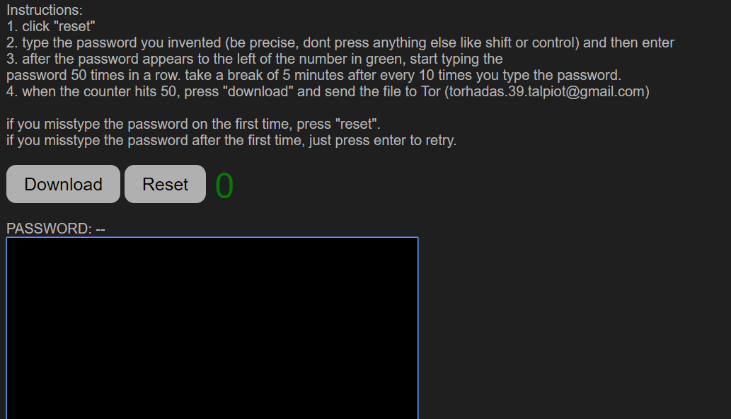 Instructions:
1. click "reset"
2. type the password you invented (be precise, dont press anything else like shift or control) and then enter
3. after the password appears to the left of the number in green, start typing the
password 50 times in a row. take a break of 5 minutes after every 10 times you type the password.
4. when the counter hits 50, press "download" and send the file to Tor (torhadas.39.talpiot@gmail.com)
if you misstype the password on the first time, press "reset".
if you misstype the password after the first time, just press enter to retry.
Download Reset 0
PASSWORD: --